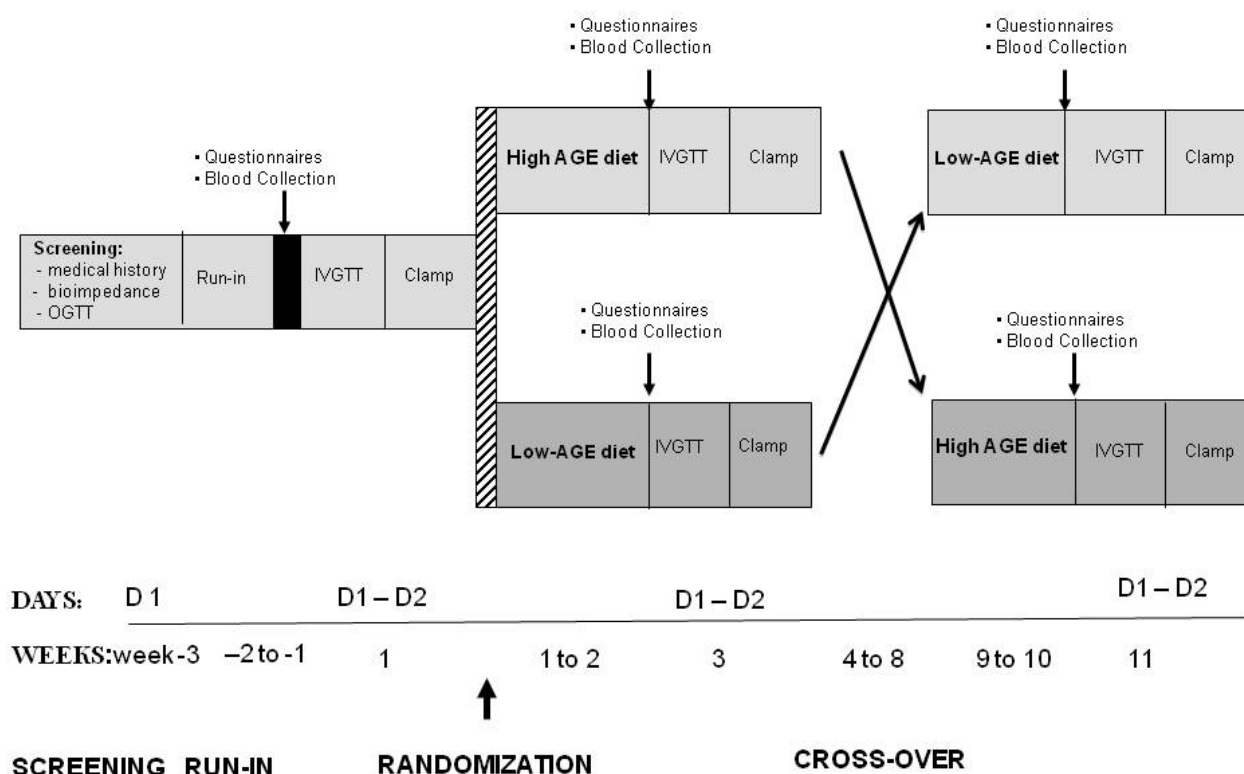 ▪ Questionnaires
▪ Blood Collection
▪ Questionnaires
▪ Blood Collection
High AGE diet
IVGTT
Clamp
Low-AGE diet
IVGTT
Clamp
▪ Questionnaires
▪ Blood Collection
Screening:
- medical history
- bioimpedance
- OGTT
Run-in
IVGTT
Clamp
▪ Questionnaires
▪ Blood Collection
▪ Questionnaires
▪ Blood Collection
Low-AGE diet
IVGTT
Clamp
High AGE diet
IVGTT
Clamp
DAYS: D 1 D1 – D2 D1 – D2 D1 – D2
WEEKS: week -3 –2 to -1 1 1 to 2 3 4 to 8 9 to 10 11
SCREENING RUN-IN RANDOMIZATION CROSS-OVER